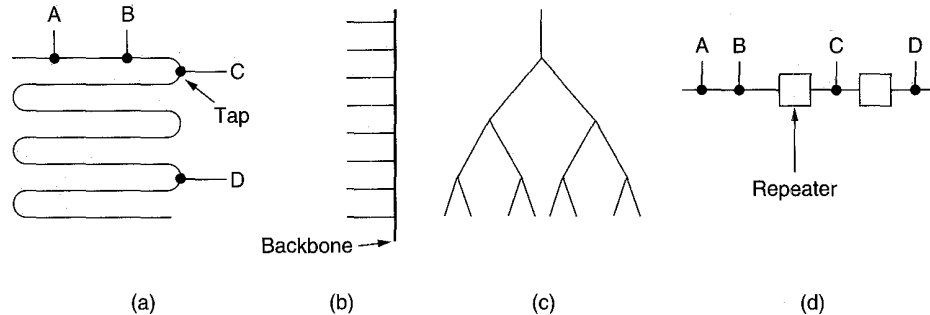 A B
C
Tap
D
Backbone
A B C D
Repeater
(a) (b) (c) (d)